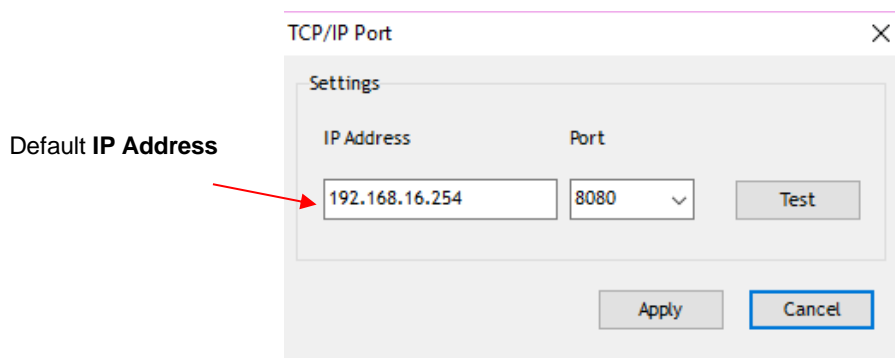 TCP/IP Port
Settings
Default IP Address
IP Address Port
192.168.16.254 8080 Test
Apply Cancel